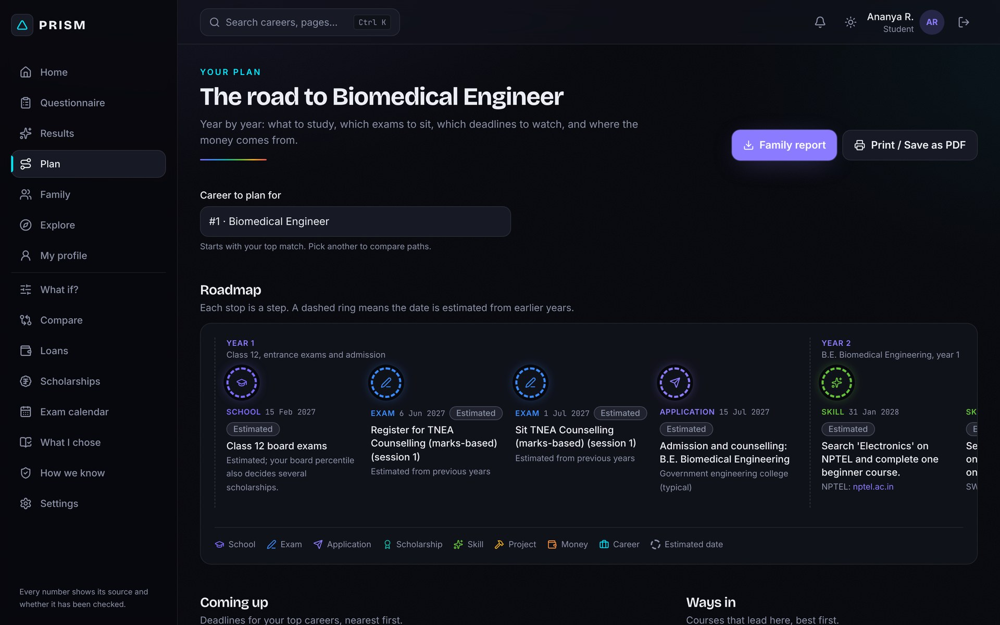 PRISM
Search careers, pages...
Ctrl K
Ananya R.
Student
AR
Home
Questionnaire
Results
Plan
Family
Explore
My profile
What if?
Compare
Loans
Scholarships
Exam calendar
What I chose
How we know
Settings
Every number shows its source and
whether it has been checked.
YOUR PLAN
The road to Biomedical Engineer
Year by year: what to study, which exams to sit, which deadlines to watch, and where the
money comes from.
Family report
Print / Save as PDF
Career to plan for
#1 · Biomedical Engineer
Starts with your top match. Pick another to compare paths.
Roadmap
Each stop is a step. A dashed ring means the date is estimated from earlier years.
YEAR 1
Class 12, entrance exams and admission
SCHOOL 15 Feb 2027
Estimated
Class 12 board exams
Estimated; your board percentile
also decides several
scholarships.
EXAM 6 Jun 2027 Estimated
Register for TNEA
Counselling (marks-based)
(session 1)
Estimated from previous years
EXAM 1 Jul 2027 Estimated
Sit TNEA Counselling
(marks-based) (session 1)
Estimated from previous years
APPLICATION 15 Jul 2027
Estimated
Admission and counselling:
B.E. Biomedical Engineering
Government engineering college
(typical)
YEAR 2
B.E. Biomedical Engineering, year 1
SKILL 31 Jan 2028
Estimated
Search 'Electronics' on
NPTEL and complete one
beginner course.
NPTEL: nptel.ac.in
SK
E
Se
on
on
SW
School
Exam
Application
Scholarship
Skill
Project
Money
Career
Estimated date
Coming up
Deadlines for your top careers, nearest first.
Ways in
Courses that lead here, best first.